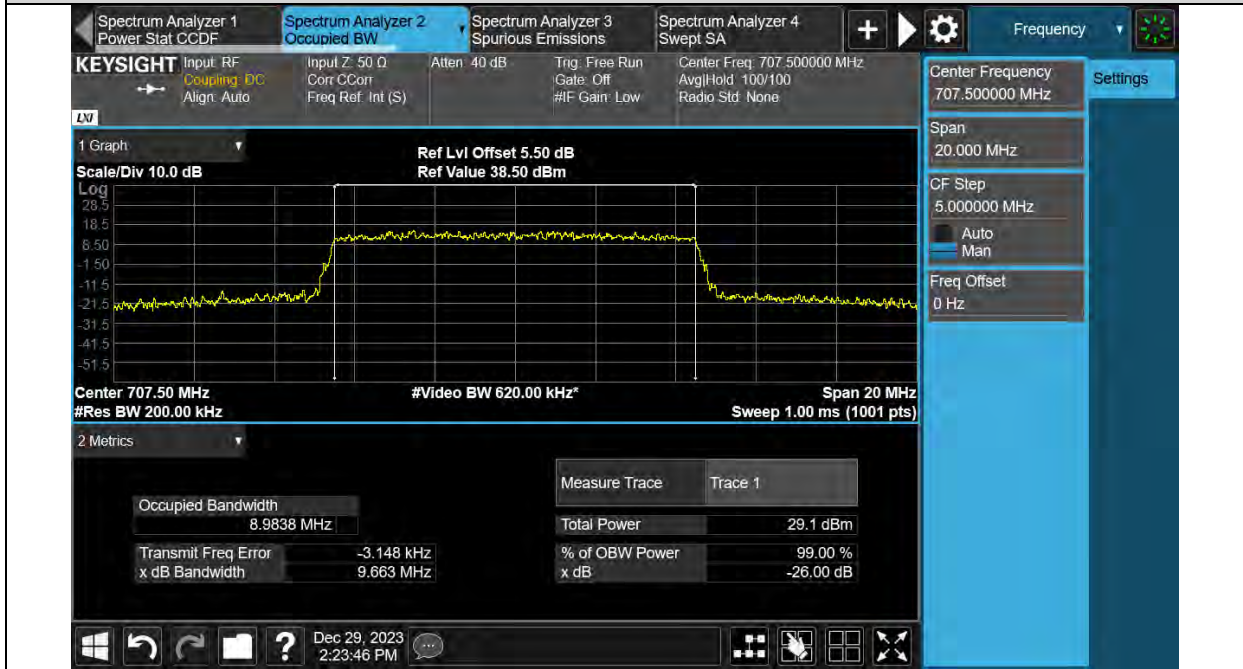 Spectrum Analyzer 1
Power Stat CCDF
Spectrum Analyzer 2
Occupied BW
Spectrum Analyzer 3
Spurious Emissions
Spectrum Analyzer 4
Swept SA
+
Frequency
KEYSIGHT
Input: RF
Coupling: DC
Align: Auto
Input Z: 50 Ω
Corr CCorr
Freq Ref: Int (S)
Atten: 40 dB
Trig: Free Run
Gate: Off
#IF Gain: Low
Center Freq: 707.500000 MHz
Avg|Hold: 100/100
Radio Std: None
LXI
1 Graph
Scale/Div 10.0 dB
Ref Lvl Offset 5.50 dB
Ref Value 38.50 dBm
Log
28.5
18.5
8.50
-1.50
-11.5
-21.5
-31.5
-41.5
-51.5
Center 707.50 MHz
#Video BW 620.00 kHz*
Span 20 MHz
#Res BW 200.00 kHz
Sweep 1.00 ms (1001 pts)
2 Metrics
Occupied Bandwidth
8.9838 MHz
Transmit Freq Error -3.148 kHz
x dB Bandwidth 9.663 MHz
Measure Trace Trace 1
Total Power 29.1 dBm
% of OBW Power 99.00 %
x dB -26.00 dB
Center Frequency
707.500000 MHz
Settings
Span
20.000 MHz
CF Step
5.000000 MHz
Auto
Man
Freq Offset
0 Hz
?
Dec 29, 2023
2:23:46 PM